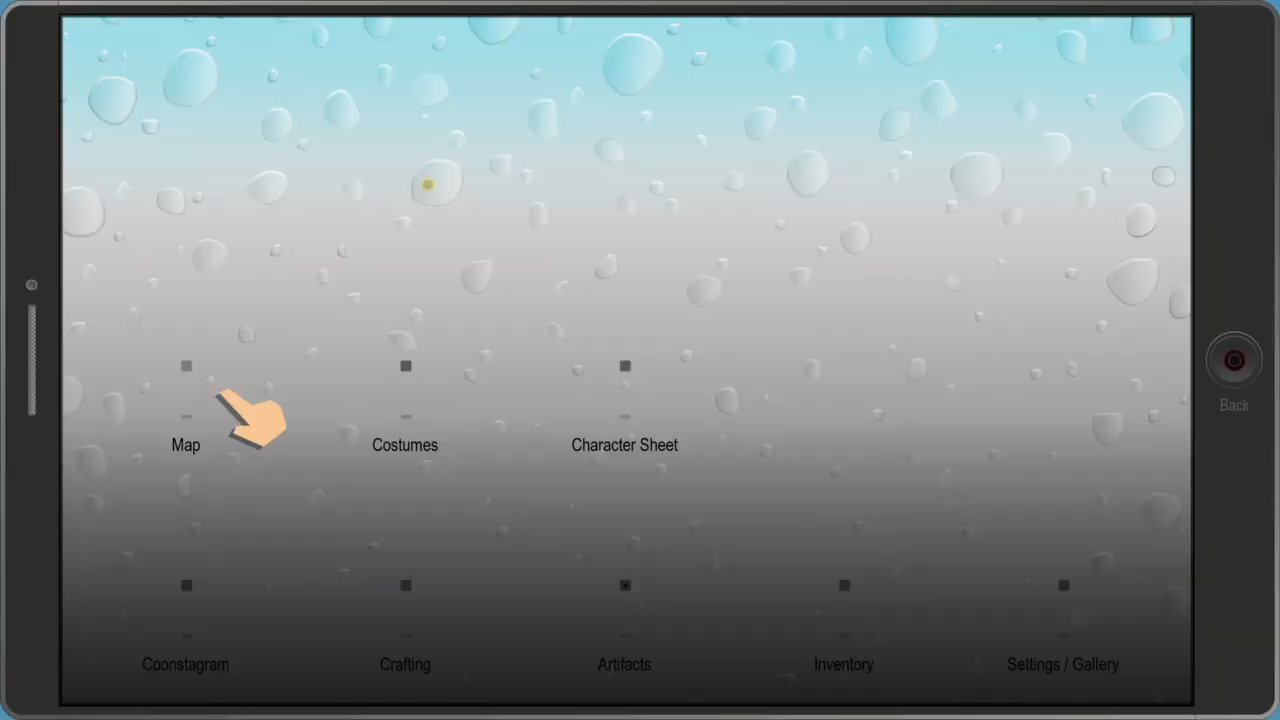 Back
Map
Costumes
Character Sheet
Coonstagram
Crafting
Artifacts
Inventory
Settings / Gallery